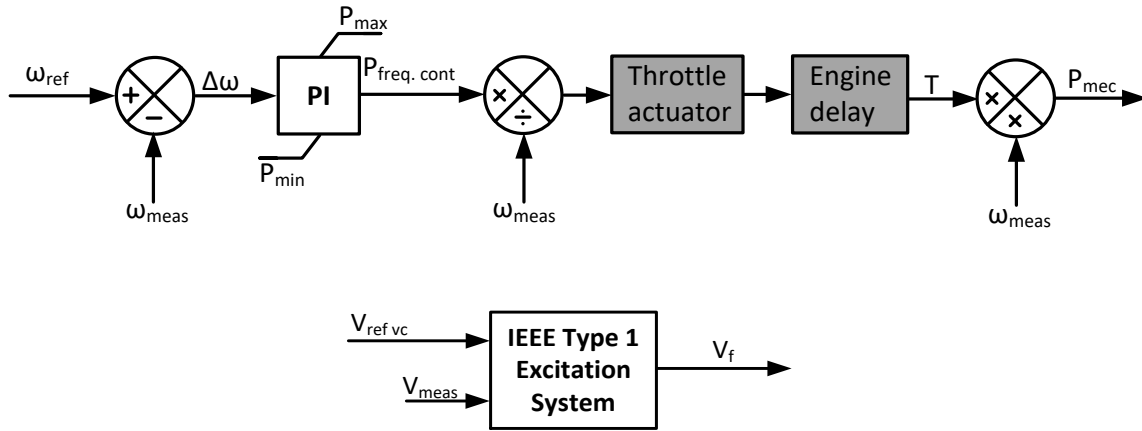 P_max
ω_ref
Δω
P_freq. cont
+
−
PI
×
÷
Throttle
actuator
Engine
delay
T
×
×
P_mec
P_min
ω_meas
ω_meas
ω_meas
V_ref vc
V_meas
IEEE Type 1
Excitation
System
V_f